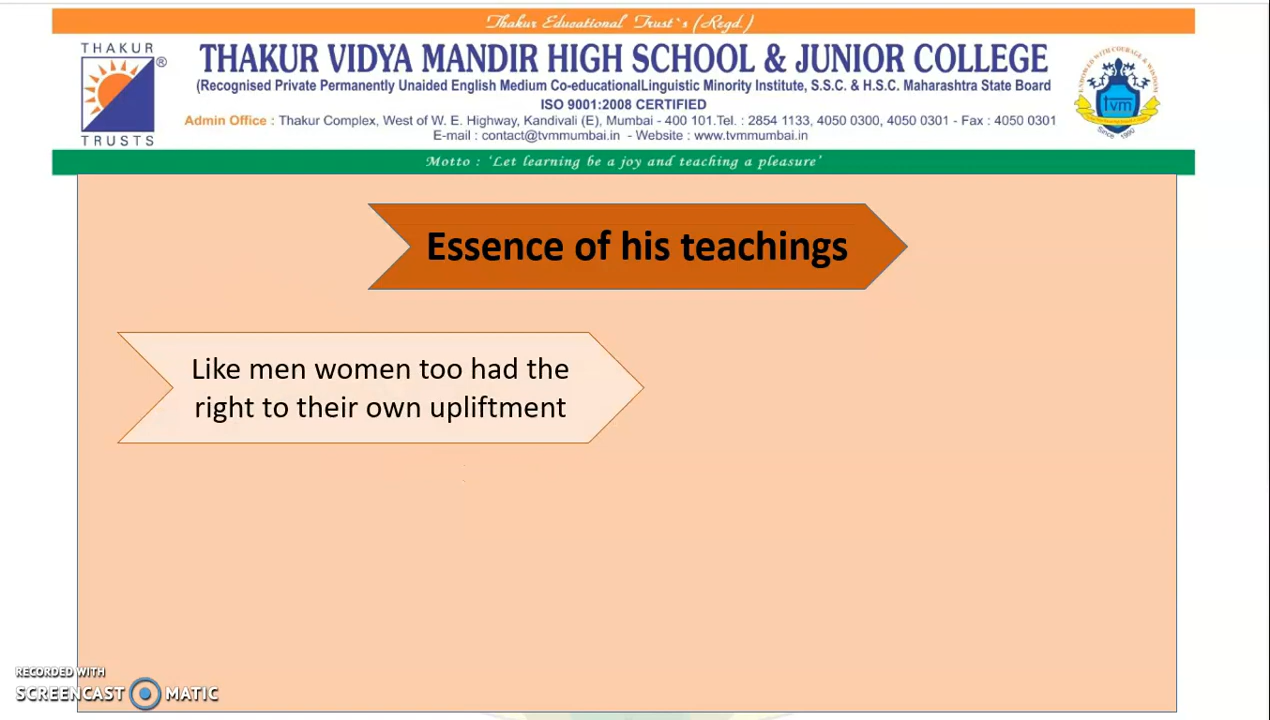 Thakur Educational Trust`s (Regd.)
THAKUR
TRUSTS
®
THAKUR VIDYA MANDIR HIGH SCHOOL & JUNIOR COLLEGE
(Recognised Private Permanently Unaided English Medium Co-educationalLinguistic Minority Institute, S.S.C. & H.S.C. Maharashtra State Board
ISO 9001:2008 CERTIFIED
Admin Office : Thakur Complex, West of W. E. Highway, Kandivali (E), Mumbai - 400 101.Tel. : 2854 1133, 4050 0300, 4050 0301 - Fax : 4050 0301
E-mail : contact@tvmmumbai.in - Website : www.tvmmumbai.in
tvm
Since 1990
Motto : 'Let learning be a joy and teaching a pleasure'
Essence of his teachings
Like men women too had the
right to their own upliftment
RECORDED WITH
SCREENCAST MATIC